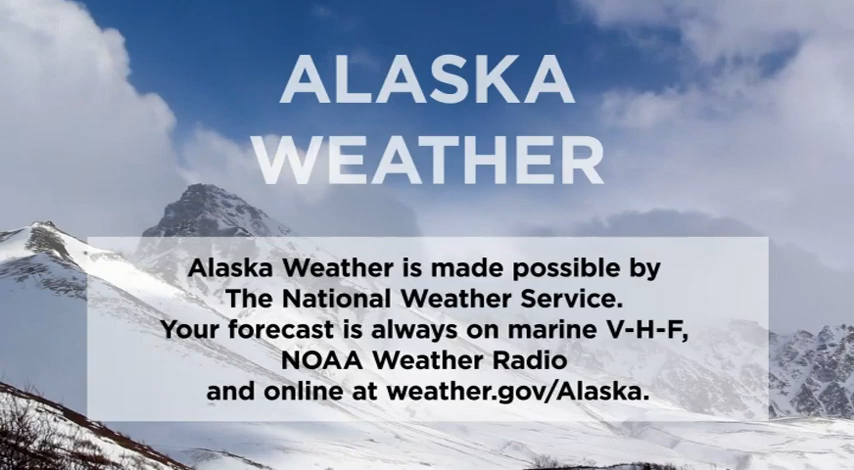 ALASKA
WEATHER
Alaska Weather is made possible by
The National Weather Service.
Your forecast is always on marine V-H-F,
NOAA Weather Radio
and online at weather.gov/Alaska.